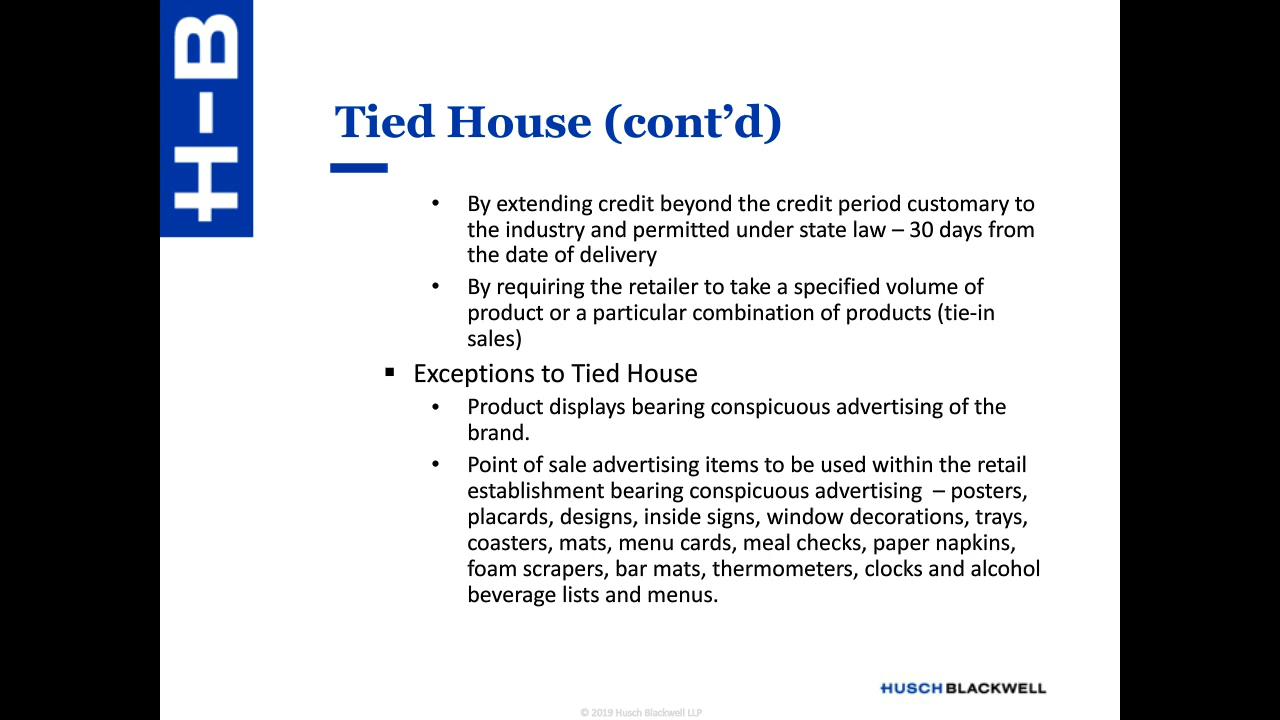 H-B
Tied House (cont’d)
• By extending credit beyond the credit period customary to
the industry and permitted under state law – 30 days from
the date of delivery
• By requiring the retailer to take a specified volume of
product or a particular combination of products (tie-in
sales)
▪ Exceptions to Tied House
• Product displays bearing conspicuous advertising of the
brand.
• Point of sale advertising items to be used within the retail
establishment bearing conspicuous advertising – posters,
placards, designs, inside signs, window decorations, trays,
coasters, mats, menu cards, meal checks, paper napkins,
foam scrapers, bar mats, thermometers, clocks and alcohol
beverage lists and menus.
HUSCH BLACKWELL
© 2019 Husch Blackwell LLP